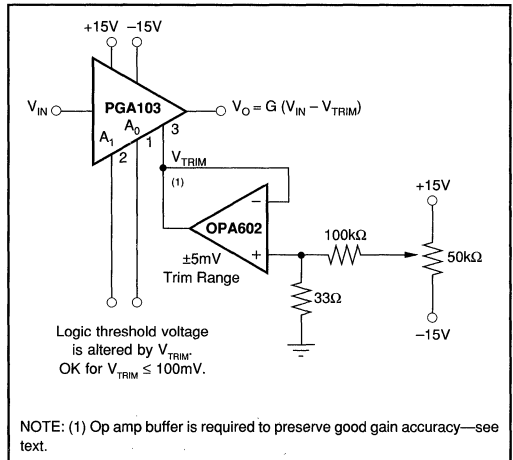 +15V
–15V
V_IN
PGA103
V_O = G (V_IN – V_TRIM)
A_1
A_0
3
1
2
V_TRIM
(1)
–
OPA602
+
±5mV
Trim Range
100kΩ
+15V
50kΩ
33Ω
–15V
Logic threshold voltage
is altered by V_TRIM.
OK for V_TRIM ≤ 100mV.
NOTE: (1) Op amp buffer is required to preserve good gain accuracy—see
text.